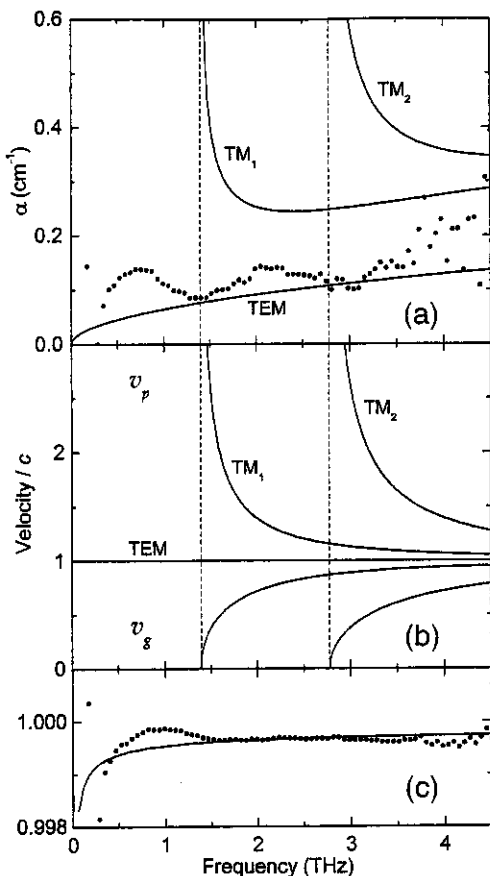 0.6
0.4
0.2
0.0
α (cm⁻¹)
TM₁
TM₂
TEM
(a)
2
1
0
Velocity / c
vₚ
TM₁
TM₂
TEM
v_g
(b)
1.000
0.998
(c)
0 1 2 3 4
Frequency (THz)